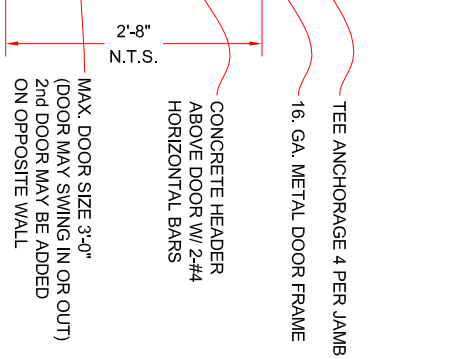 2'-8"
N.T.S.
TEE ANCHORAGE 4 PER JAMB
16. GA. METAL DOOR FRAME
CONCRETE HEADER
ABOVE DOOR W/ 2-#4
HORIZONTAL BARS
MAX. DOOR SIZE 3'-0"
(DOOR MAY SWING IN OR OUT)
2nd DOOR MAY BE ADDED
ON OPPOSITE WALL